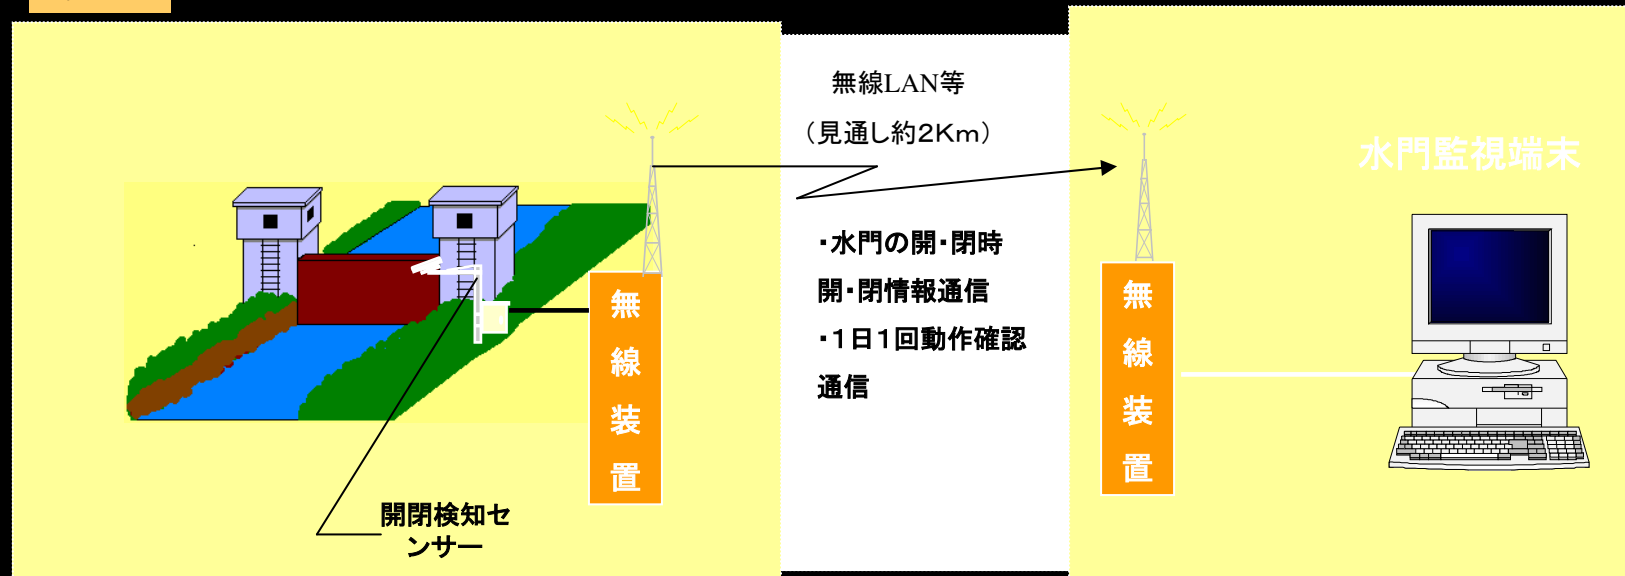 無線LAN等
（見通し約2Km）
水門監視端末
・水門の開・閉時
開・閉情報通信
・1日1回動作確認
通信
無
線
装
置
無
線
装
置
開閉検知セ
ンサー